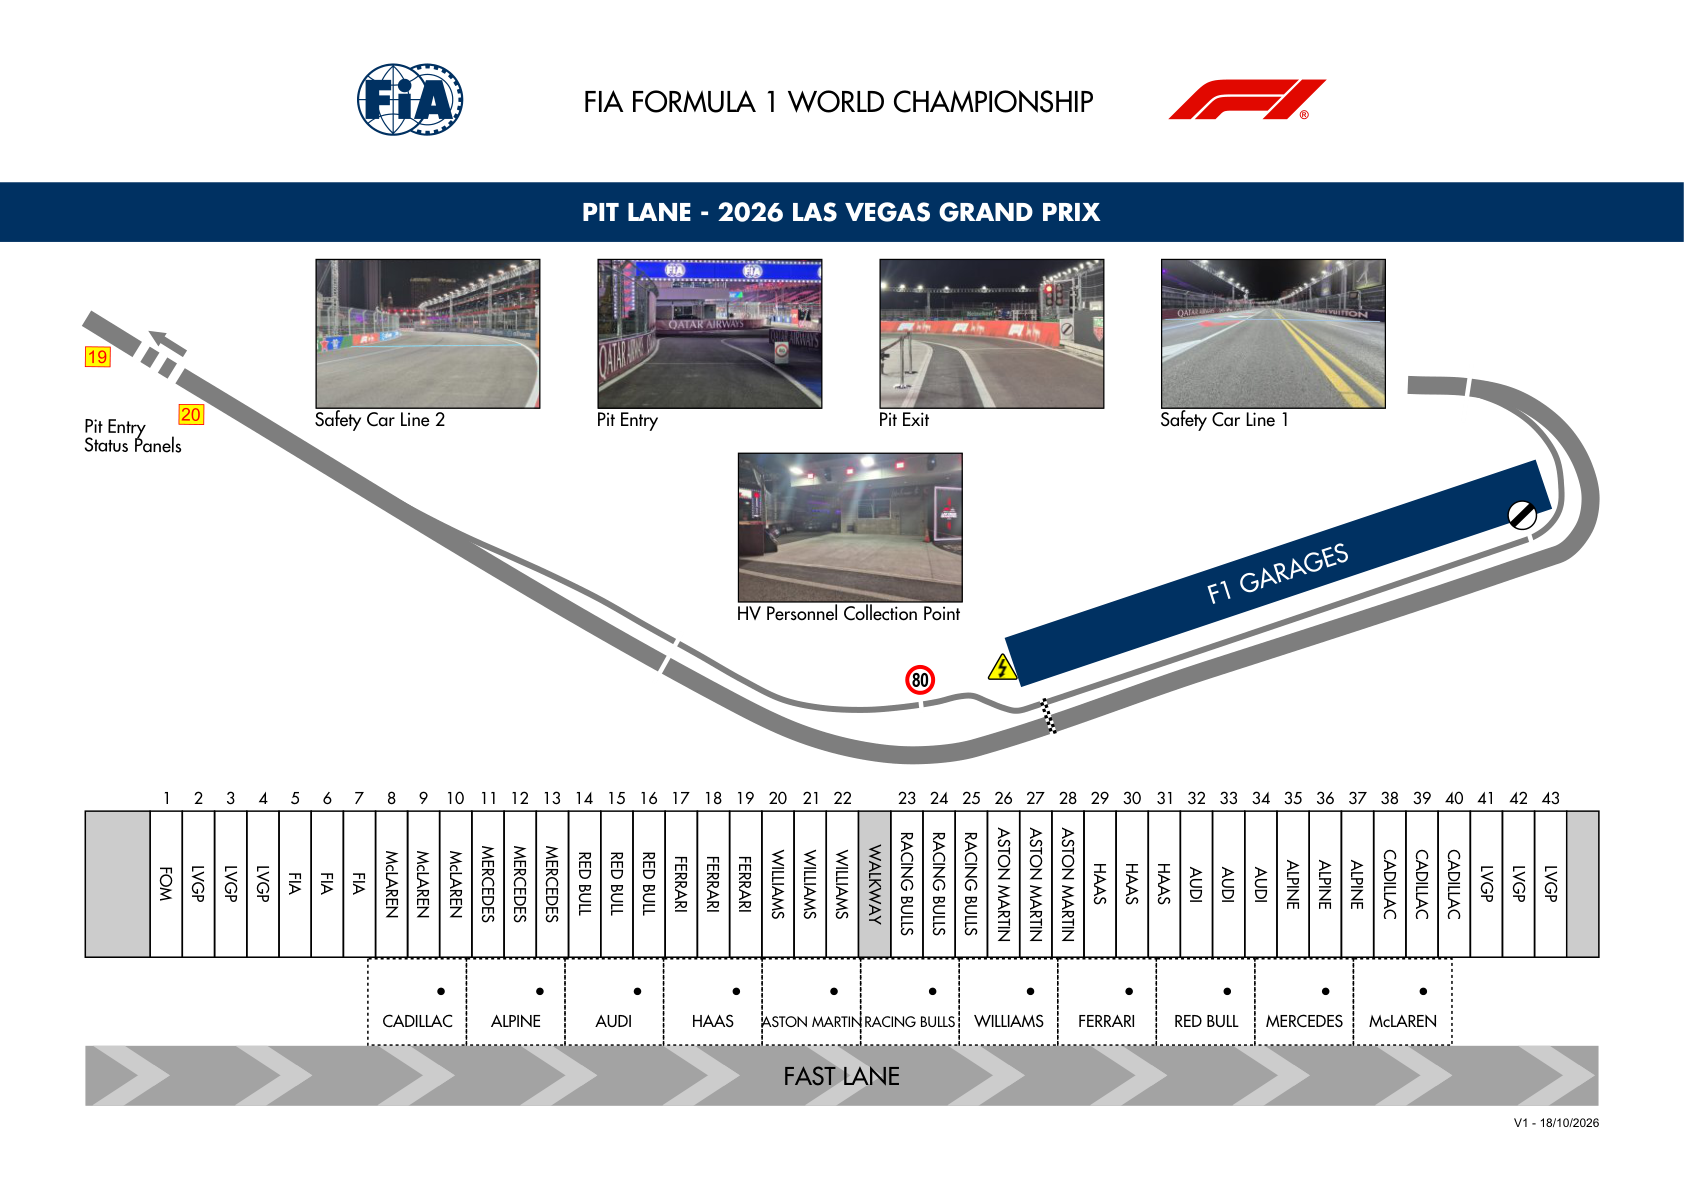 FiA
FIA FORMULA 1 WORLD CHAMPIONSHIP
F1®
PIT LANE - 2026 LAS VEGAS GRAND PRIX
FiA FiA
QATAR AIRWAYS
QATAR AIRWAYS
Safety Car Line 2
Pit Entry
Pit Exit
Safety Car Line 1
19
20
Pit Entry
Status Panels
HV Personnel Collection Point
F1 GARAGES
80
1 2 3 4 5 6 7 8 9 10 11 12 13 14 15 16 17 18 19 20 21 22 23 24 25 26 27 28 29 30 31 32 33 34 35 36 37 38 39 40 41 42 43
FOM LVGP LVGP LVGP FIA FIA FIA McLAREN McLAREN McLAREN MERCEDES MERCEDES MERCEDES RED BULL RED BULL RED BULL FERRARI FERRARI FERRARI WILLIAMS WILLIAMS WILLIAMS WALKWAY RACING BULLS RACING BULLS RACING BULLS ASTON MARTIN ASTON MARTIN ASTON MARTIN HAAS HAAS HAAS AUDI AUDI AUDI ALPINE ALPINE ALPINE CADILLAC CADILLAC CADILLAC LVGP LVGP LVGP
CADILLAC ALPINE AUDI HAAS ASTON MARTIN RACING BULLS WILLIAMS FERRARI RED BULL MERCEDES McLAREN
FAST LANE
V1 - 18/10/2026